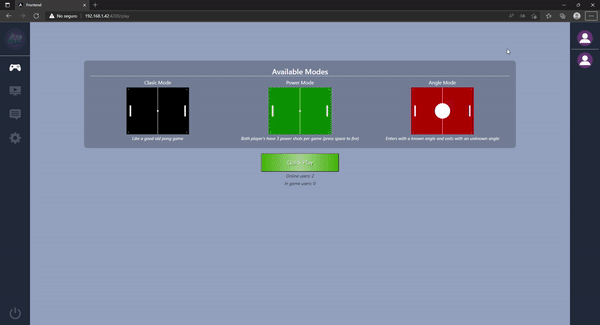 Frontend
No seguro
192.168.1.42:4200/play
Available Modes
Clasic Mode
Power Mode
Angle Mode
Like a good old pong game
Both player's have 3 power shots per game (press space to fire)
Enters with a known angle and exits with an unknown angle
Quick Play
Online users: 2
In game users: 0